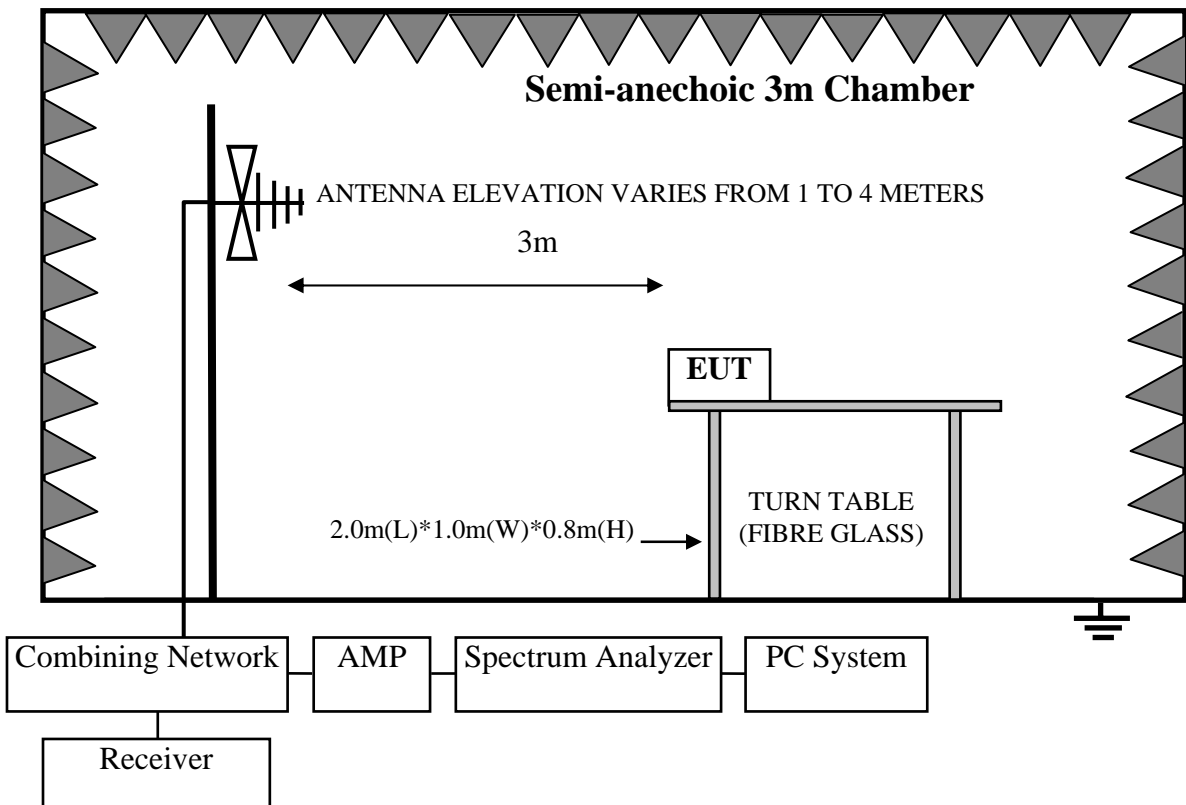 Semi-anechoic 3m Chamber
ANTENNA ELEVATION VARIES FROM 1 TO 4 METERS
3m
EUT
TURN TABLE
(FIBRE GLASS)
2.0m(L)*1.0m(W)*0.8m(H)
Combining Network
AMP
Spectrum Analyzer
PC System
Receiver